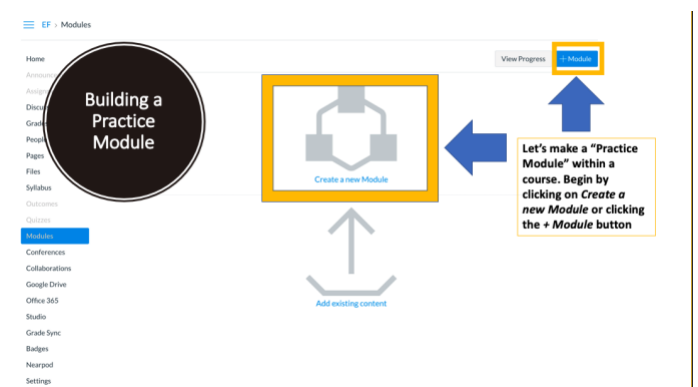 EF > Modules
View Progress
+ Module
Home
Discu
Grade
People
Pages
Files
Syllabus
Outcomes
Quizzes
Modules
Conferences
Collaborations
Google Drive
Office 365
Studio
Grade Sync
Badges
Nearpod
Settings
Building a
Practice
Module
Create a new Module
Add existing content
Let's make a “Practice
Module” within a
course. Begin by
clicking on Create a
new Module or clicking
the + Module button